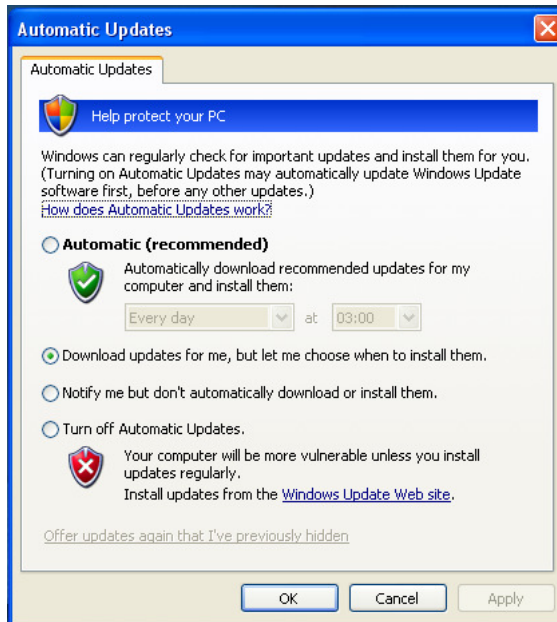 Automatic Updates
Automatic Updates
Help protect your PC
Windows can regularly check for important updates and install them for you.
(Turning on Automatic Updates may automatically update Windows Update
software first, before any other updates.)
How does Automatic Updates work?
Automatic (recommended)
Automatically download recommended updates for my
computer and install them:
Every day at 03:00
Download updates for me, but let me choose when to install them.
Notify me but don't automatically download or install them.
Turn off Automatic Updates.
Your computer will be more vulnerable unless you install
updates regularly.
Install updates from the Windows Update Web site.
Offer updates again that I've previously hidden
OK Cancel Apply